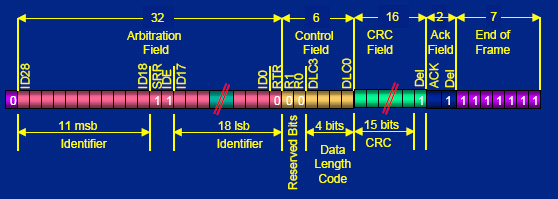 32 6 16 2 7
Arbitration
Field
Control
Field
CRC
Field
Ack
Field
End of
Frame
ID28
ID18
SRR
IDE
ID17
ID0
RTR
R1
R0
DLC3
DLC0
Del
ACK
Del
0 1 1 0 0 0 1 1 1 1 1 1 1 1 1
11 msb
Identifier
18 lsb
Identifier
Reserved Bits
4 bits
Data
Length
Code
15 bits
CRC